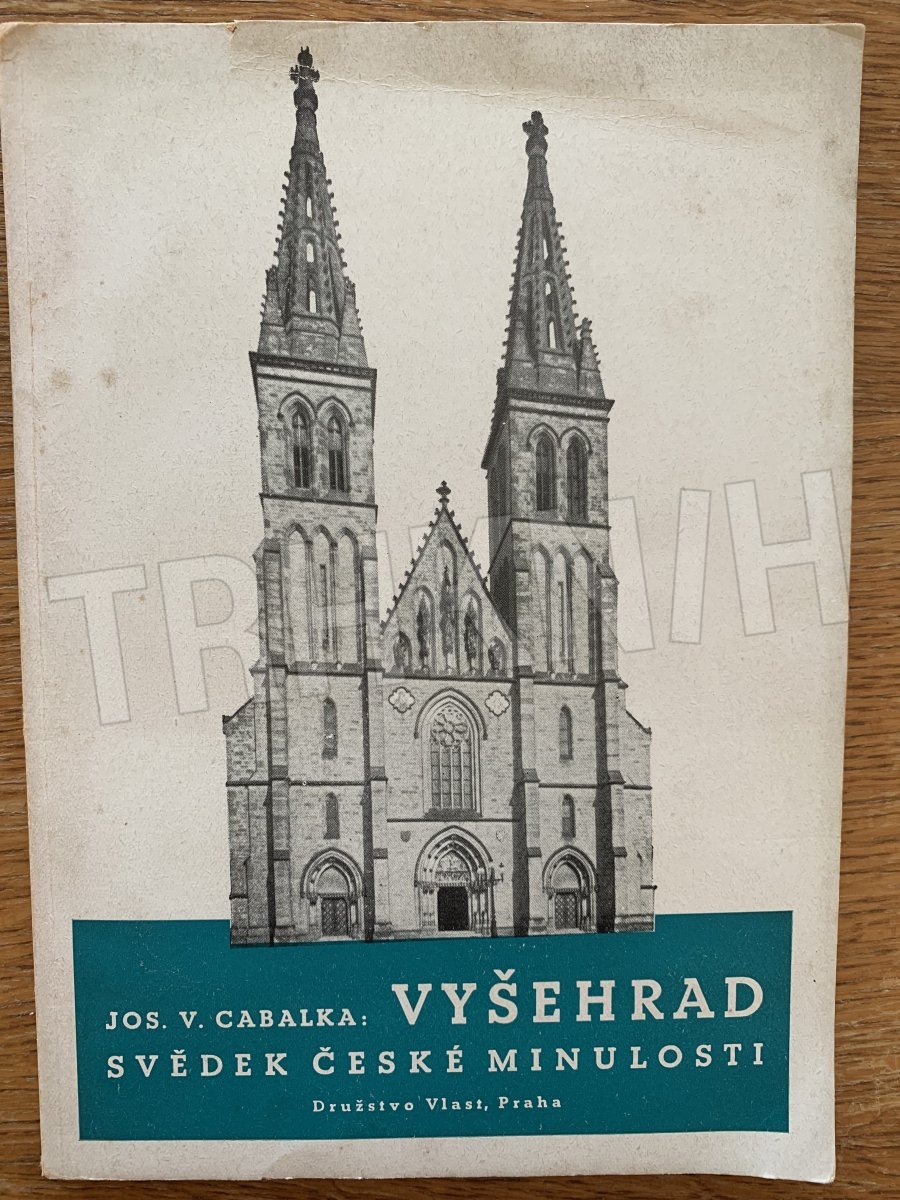 JOS. V. CABALKA: VYŠEHRAD
SVĚDEK ČESKÉ MINULOSTI
Družstvo Vlast, Praha